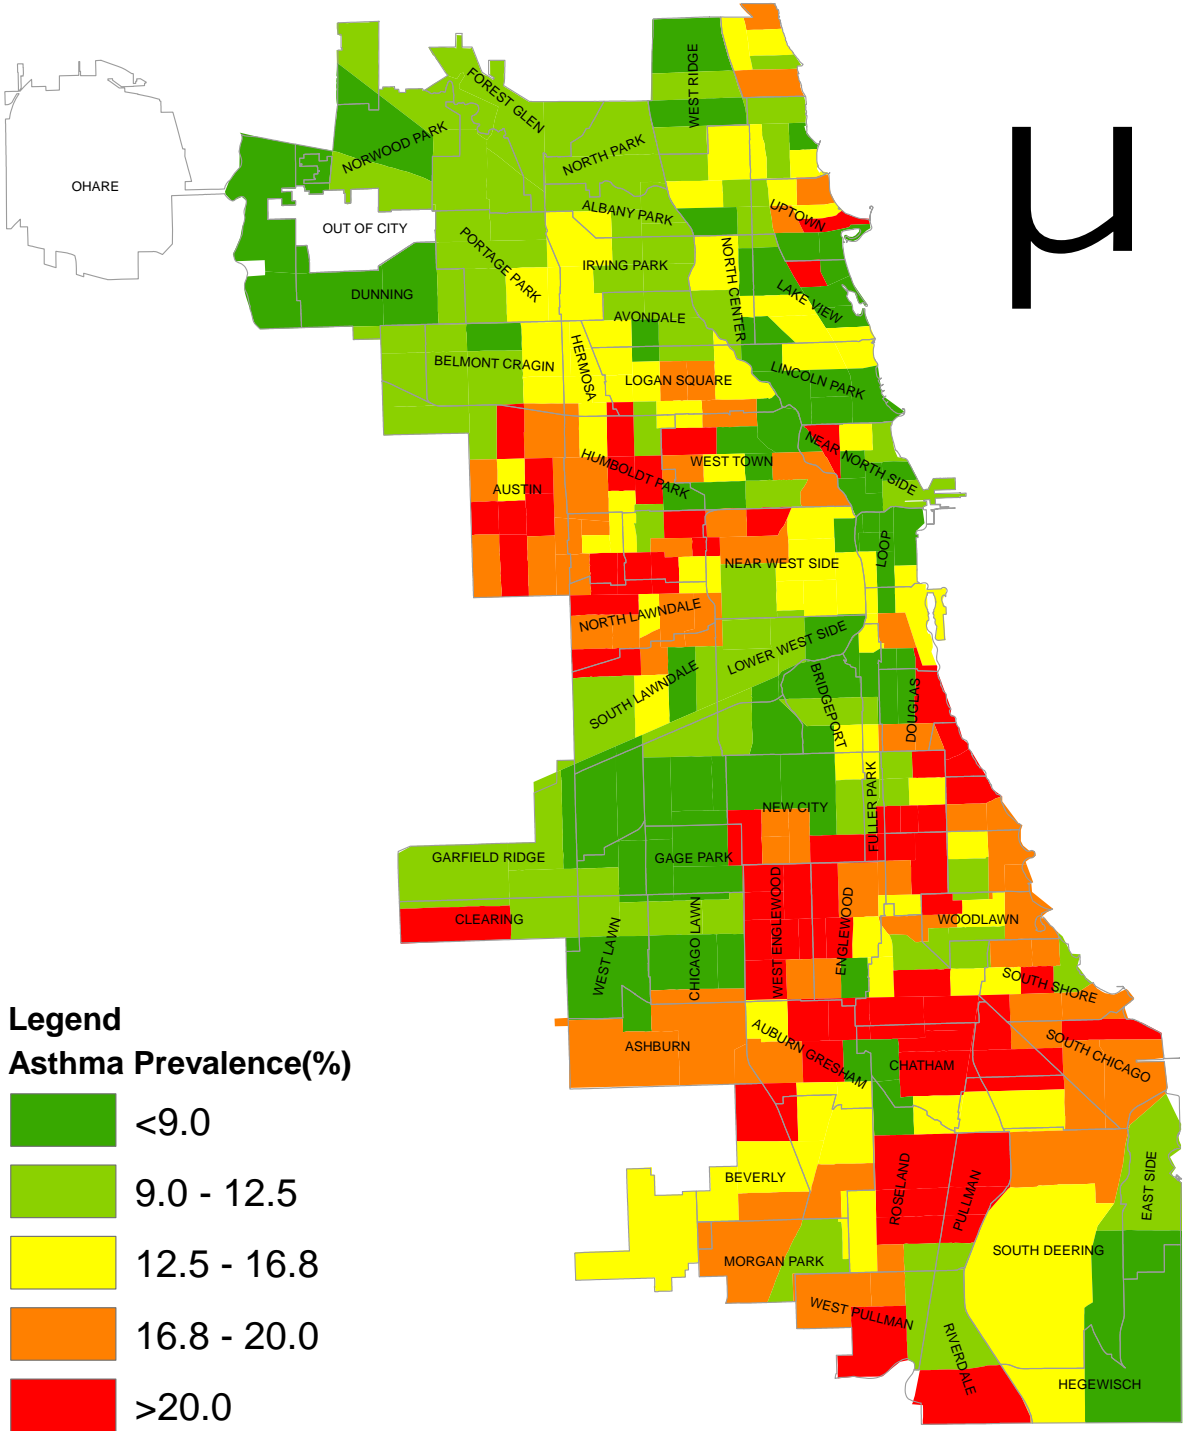 WEST RIDGE
FOREST GLEN
NORWOOD PARK
NORTH PARK
µ
OHARE
ALBANY PARK
UPTOWN
OUT OF CITY
PORTAGE PARK
IRVING PARK
NORTH CENTER
DUNNING
LAKE VIEW
AVONDALE
BELMONT CRAGIN
HERMOSA
LOGAN SQUARE
LINCOLN PARK
NEAR NORTH SIDE
HUMBOLDT PARK
WEST TOWN
AUSTIN
LOOP
NEAR WEST SIDE
NORTH LAWNDALE
LOWER WEST SIDE
SOUTH LAWNDALE
BRIDGEPORT
DOUGLAS
FULLER PARK
NEW CITY
GARFIELD RIDGE
GAGE PARK
CLEARING
WEST ENGLEWOOD
ENGLEWOOD
WOODLAWN
WEST LAWN
CHICAGO LAWN
SOUTH SHORE
ASHBURN
AUBURN GRESHAM
CHATHAM
SOUTH CHICAGO
BEVERLY
ROSELAND
PULLMAN
EAST SIDE
MORGAN PARK
SOUTH DEERING
WEST PULLMAN
RIVERDALE
HEGEWISCH
Legend
Asthma Prevalence(%)
<9.0
9.0 - 12.5
12.5 - 16.8
16.8 - 20.0
>20.0